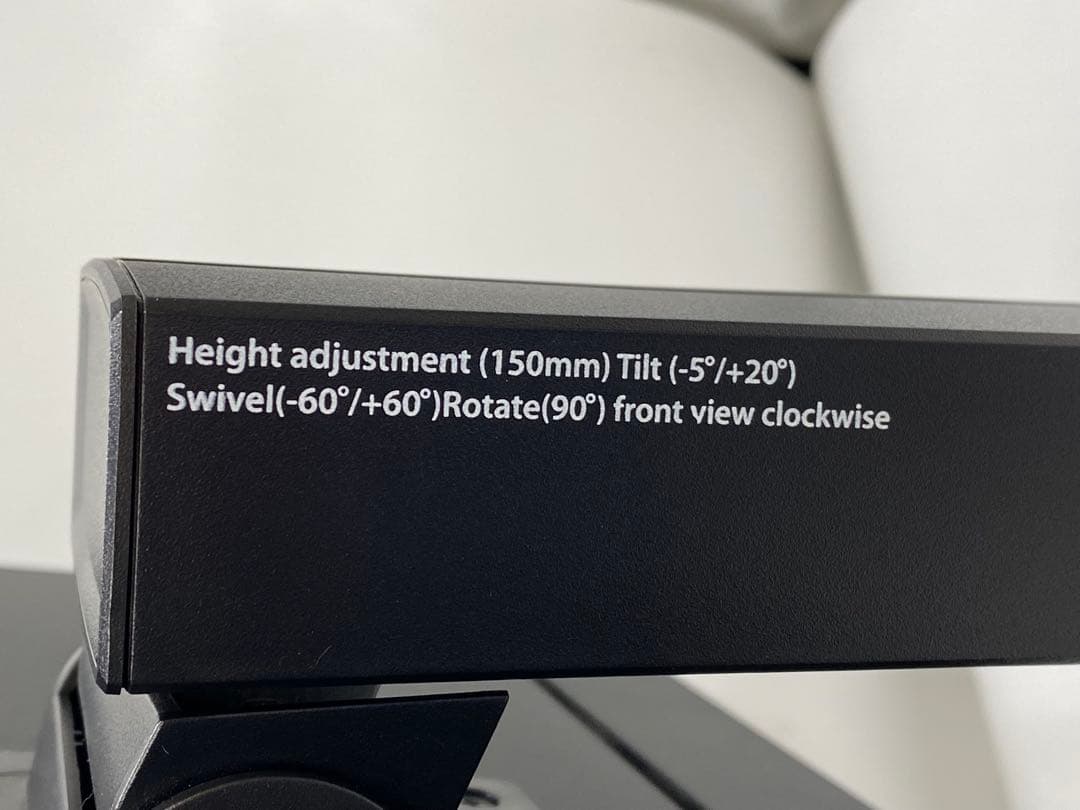 Height adjustment (150mm) Tilt (-5°/+20°)
Swivel(-60°/+60°)Rotate(90°) front view clockwise